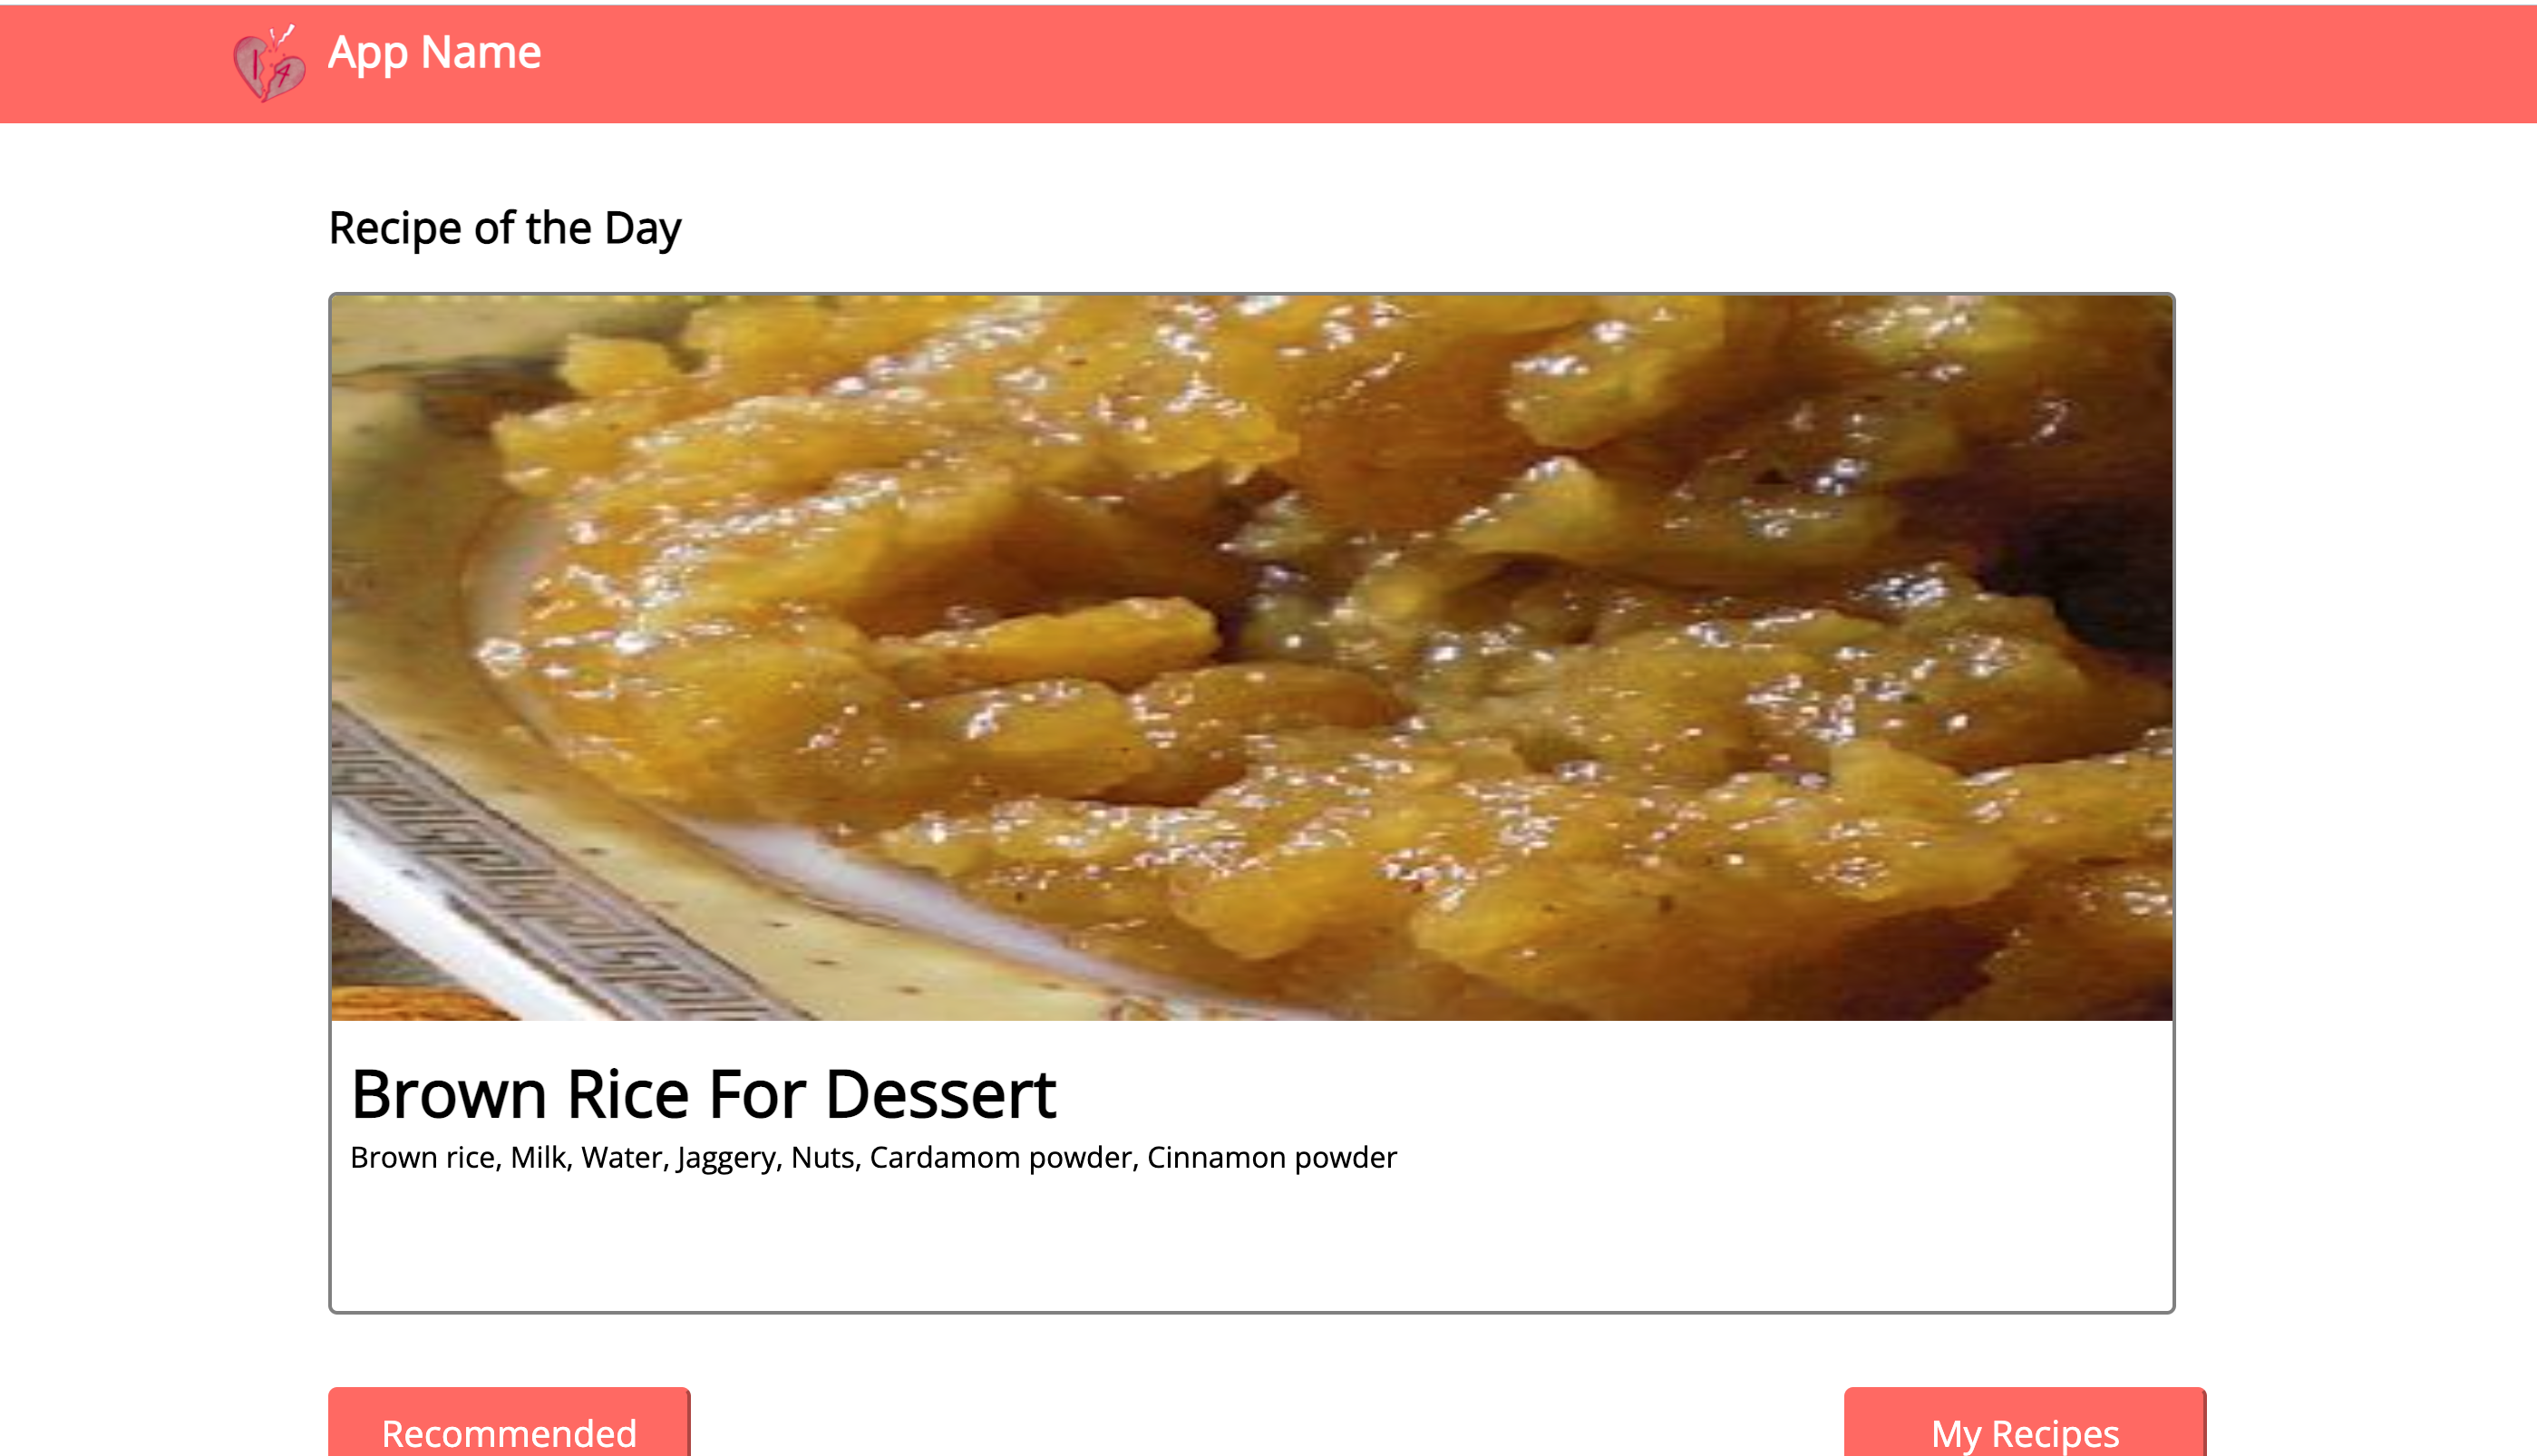 App Name
Recipe of the Day
Brown Rice For Dessert
Brown rice, Milk, Water, Jaggery, Nuts, Cardamom powder, Cinnamon powder
Recommended
My Recipes